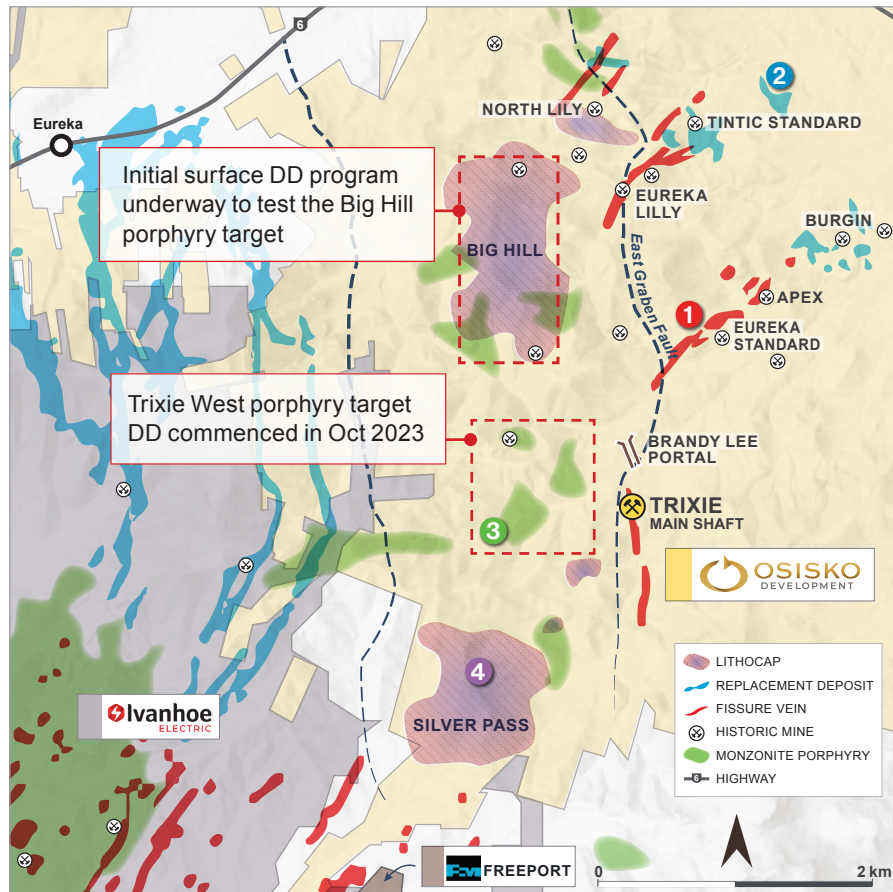 6
Eureka
2
NORTH LILY
TINTIC STANDARD
Initial surface DD program
underway to test the Big Hill
porphyry target
EUREKA
LILLY
BURGIN
BIG HILL
East Graben Fault
APEX
1
EUREKA
STANDARD
Trixie West porphyry target
DD commenced in Oct 2023
BRANDY LEE
PORTAL
TRIXIE
MAIN SHAFT
3
OSISKO
DEVELOPMENT
4
SILVER PASS
Ivanhoe
ELECTRIC
LITHOCAP
REPLACEMENT DEPOSIT
FISSURE VEIN
HISTORIC MINE
MONZONITE PORPHYRY
6
HIGHWAY
FREEPORT
0
2 km